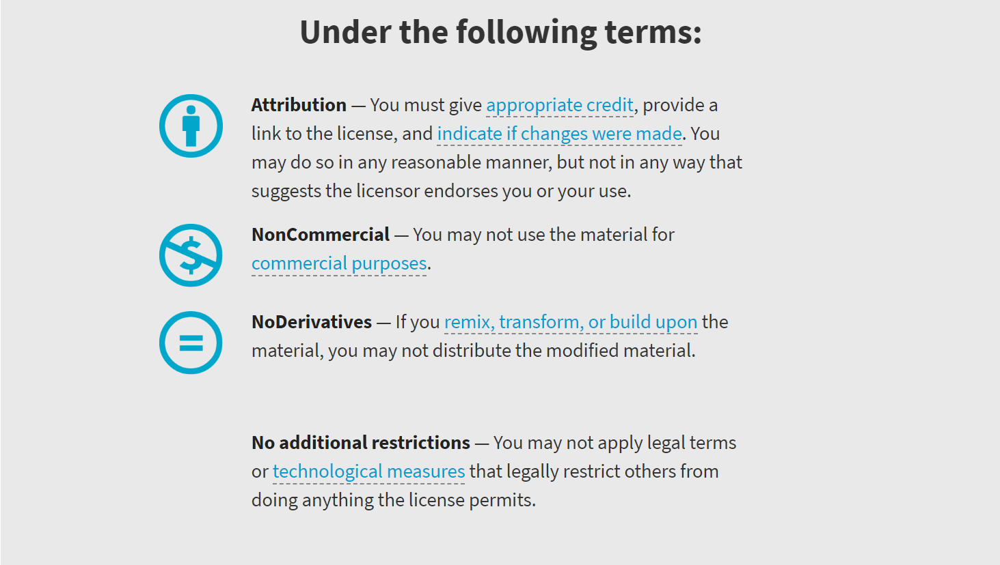 Under the following terms:
Attribution — You must give appropriate credit, provide a
link to the license, and indicate if changes were made. You
may do so in any reasonable manner, but not in any way that
suggests the licensor endorses you or your use.
NonCommercial — You may not use the material for
commercial purposes.
NoDerivatives — If you remix, transform, or build upon the
material, you may not distribute the modified material.
No additional restrictions — You may not apply legal terms
or technological measures that legally restrict others from
doing anything the license permits.